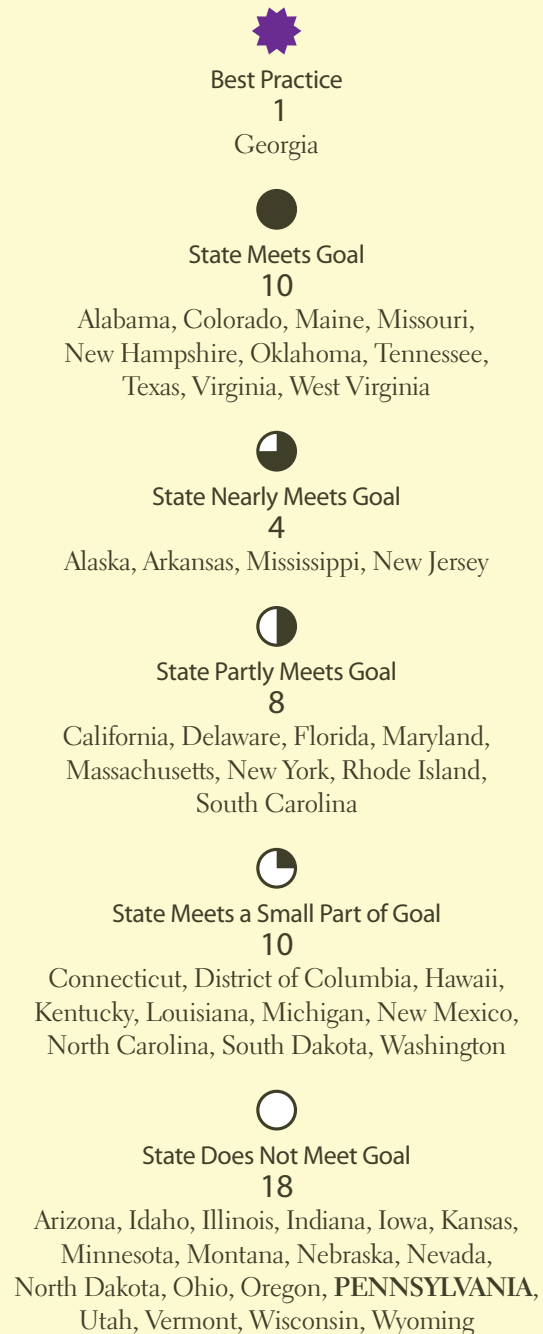 Best Practice
1
Georgia
State Meets Goal
10
Alabama, Colorado, Maine, Missouri,
New Hampshire, Oklahoma, Tennessee,
Texas, Virginia, West Virginia
State Nearly Meets Goal
4
Alaska, Arkansas, Mississippi, New Jersey
State Partly Meets Goal
8
California, Delaware, Florida, Maryland,
Massachusetts, New York, Rhode Island,
South Carolina
State Meets a Small Part of Goal
10
Connecticut, District of Columbia, Hawaii,
Kentucky, Louisiana, Michigan, New Mexico,
North Carolina, South Dakota, Washington
State Does Not Meet Goal
18
Arizona, Idaho, Illinois, Indiana, Iowa, Kansas,
Minnesota, Montana, Nebraska, Nevada,
North Dakota, Ohio, Oregon, PENNSYLVANIA,
Utah, Vermont, Wisconsin, Wyoming